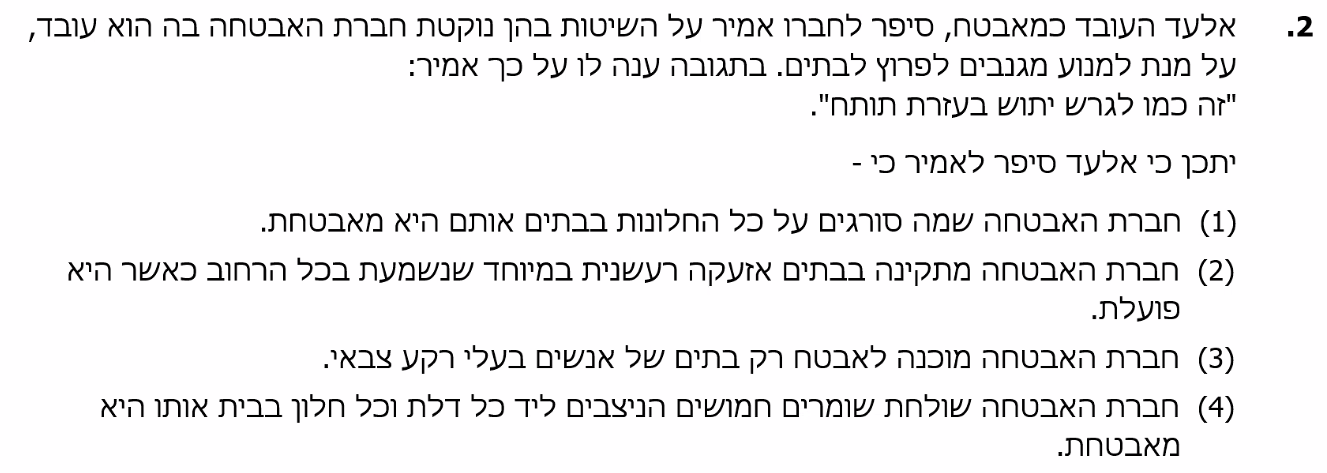 2. אלעד העובד כמאבטח, סיפר לחברו אמיר על השיטות בהן נוקטת חברת האבטחה בה הוא עובד,
על מנת למנוע מגנבים לפרוץ לבתים. בתגובה ענה לו על כך אמיר:
"זה כמו לגרש יתוש בעזרת תותח".
יתכן כי אלעד סיפר לאמיר כי -
(1) חברת האבטחה שמה סורגים על כל החלונות בבתים אותם היא מאבטחת.
(2) חברת האבטחה מתקינה בבתים אזעקה רעשנית במיוחד שנשמעת בכל הרחוב כאשר היא
פועלת.
(3) חברת האבטחה מוכנה לאבטח רק בתים של אנשים בעלי רקע צבאי.
(4) חברת האבטחה שולחת שומרים חמושים הניצבים ליד כל דלת וכל חלון בבית אותו היא
מאבטחת.